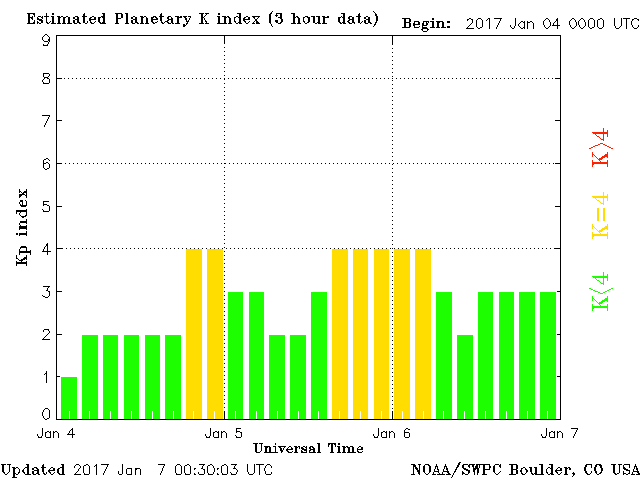 Estimated Planetary K index (3 hour data) Begin: 2017 Jan 04 0000 UTC
9
8
7
6
5
4
3
2
1
0
Kp index
K>4
K=4
K<4
Jan 4 Jan 5 Jan 6 Jan 7
Universal Time
Updated 2017 Jan 7 00:30:03 UTC NOAA/SWPC Boulder, CO USA